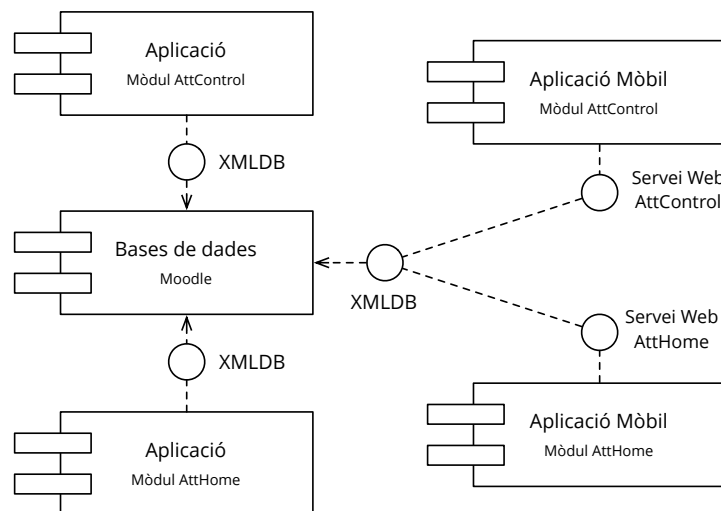 Aplicació
Mòdul AttControl
XMLDB
Bases de dades
Moodle
XMLDB
Aplicació
Mòdul AttHome
XMLDB
Aplicació Mòbil
Mòdul AttControl
Servei Web
AttControl
Servei Web
AttHome
Aplicació Mòbil
Mòdul AttHome